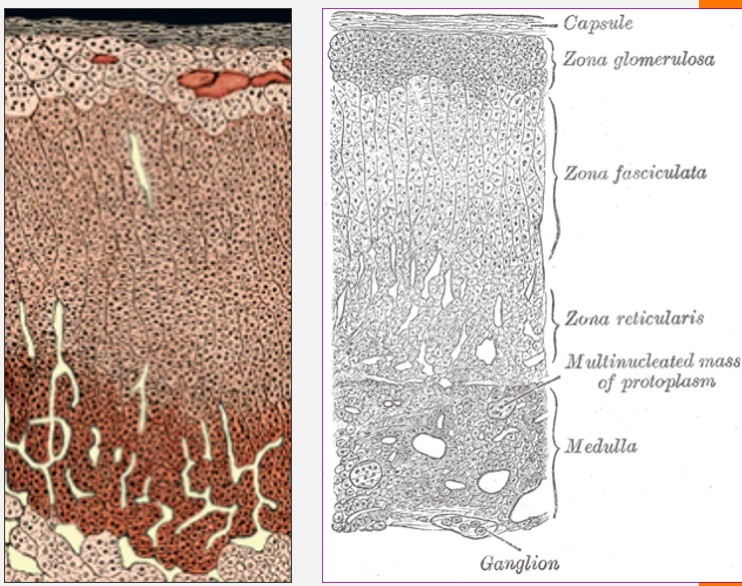 Capsule
Zona glomerulosa
Zona fasciculata
Zona reticularis
Multinucleated mass
of protoplasm
Medulla
Ganglion